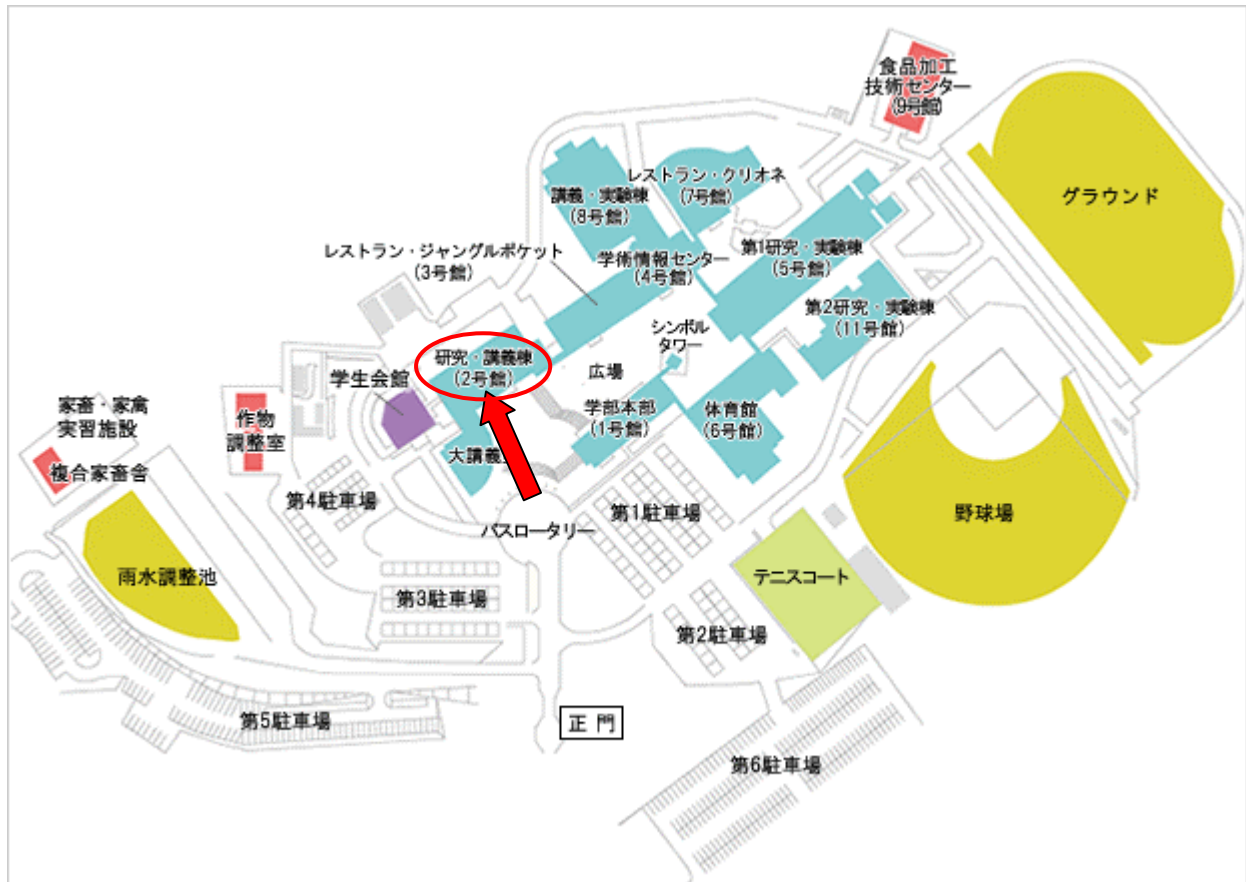 食品加工
技術センター
(9号館)
グラウンド
レストラン・クリオネ
(7号館)
講義・実験棟
(8号館)
レストラン・ジャングルポケット
(3号館)
学術情報センター
(4号館)
第1研究・実験棟
(5号館)
第2研究・実験棟
(11号館)
シンボル
タワー
研究・講義棟
(2号館)
広場
学生会館
学部本部
(1号館)
体育館
(6号館)
家畜・家禽
実習施設
作物
調整室
複合家畜舎
大講義
第4駐車場
バスロータリー
第1駐車場
野球場
雨水調整池
テニスコート
第3駐車場
第2駐車場
第5駐車場
正門
第6駐車場